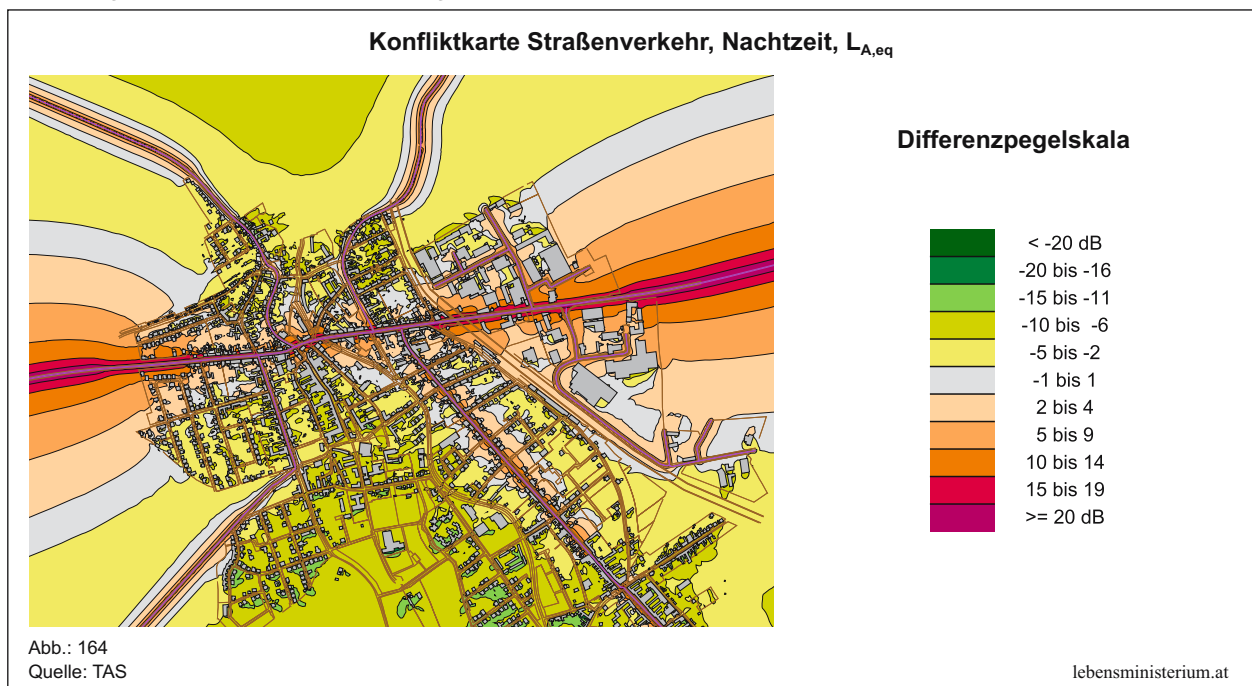 Konfliktkarte Straßenverkehr, Nachtzeit, L_A,eq
Differenzpegelskala
< -20 dB
-20 bis -16
-15 bis -11
-10 bis -6
-5 bis -2
-1 bis 1
2 bis 4
5 bis 9
10 bis 14
15 bis 19
>= 20 dB
Abb.: 164
Quelle: TAS
lebensministerium.at